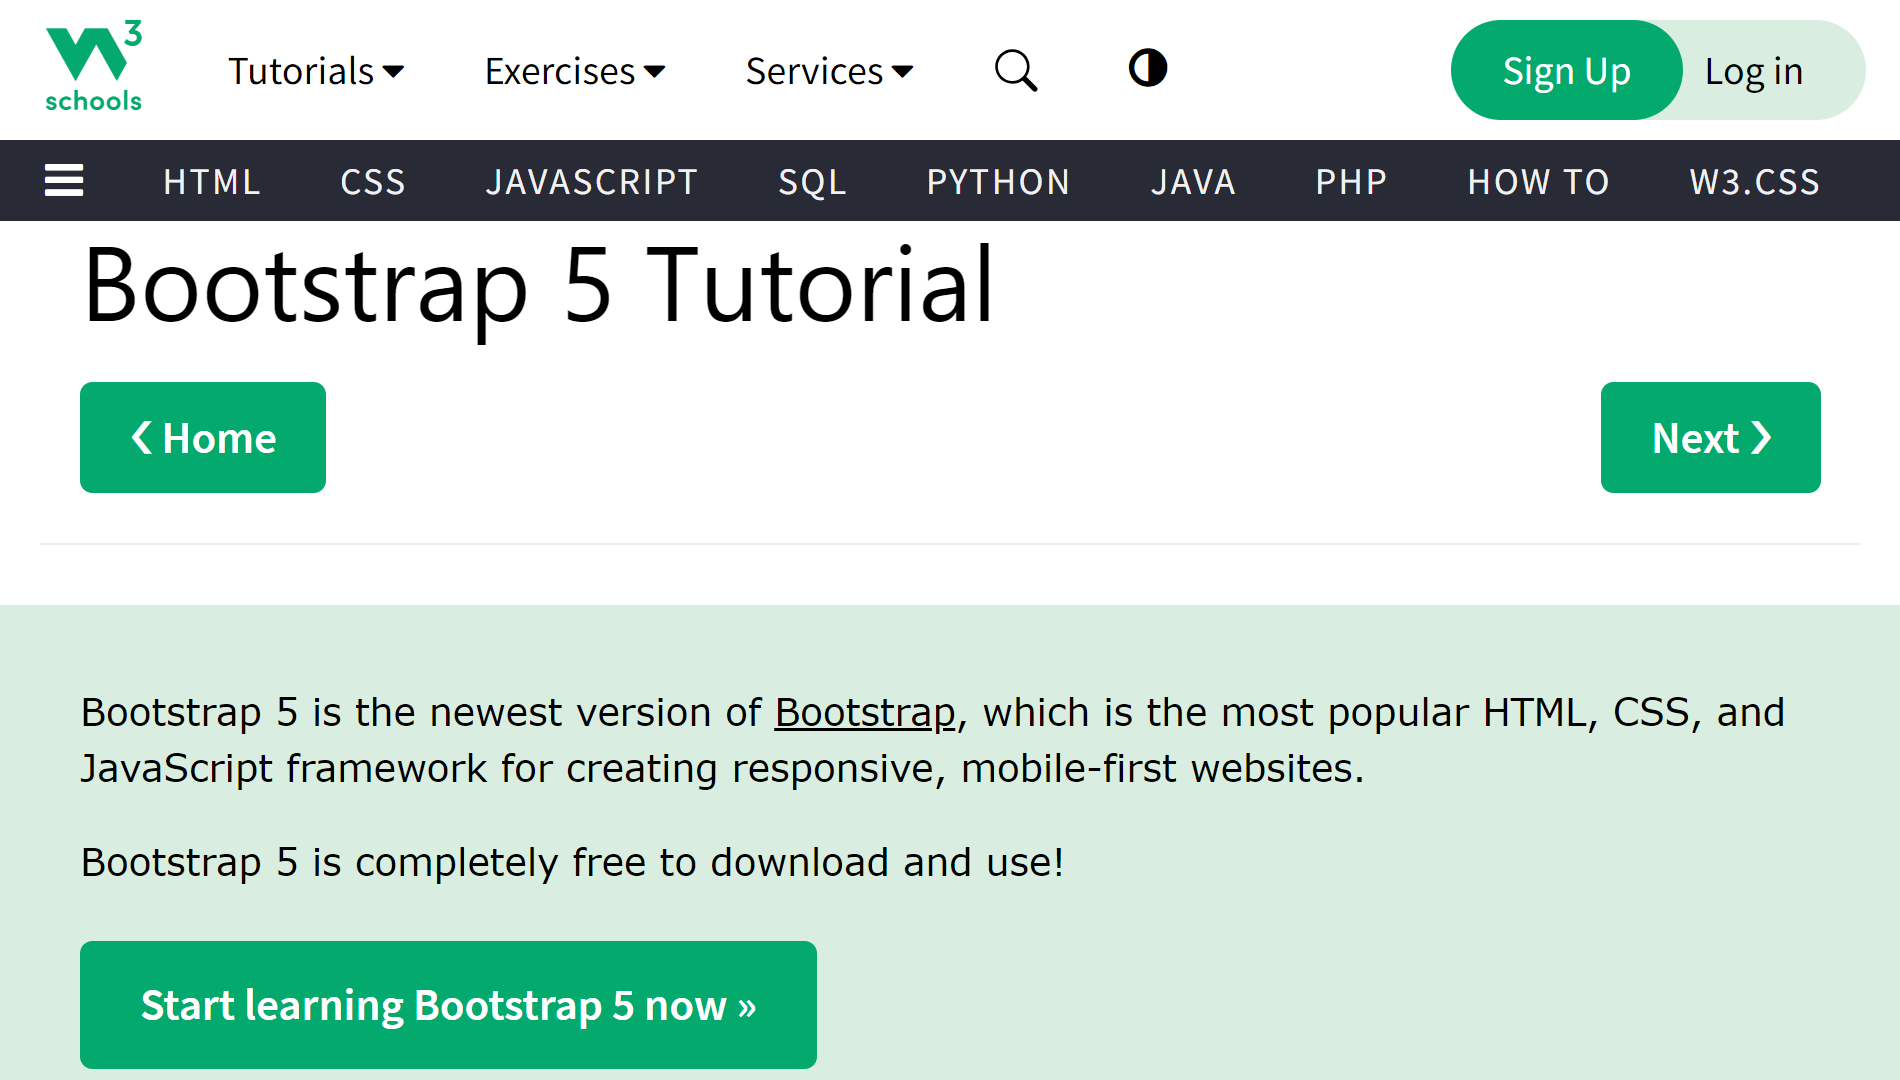 3
schools
Tutorials Exercises Services Sign Up Log in
HTML CSS JAVASCRIPT SQL PYTHON JAVA PHP HOW TO W3.CSS
Bootstrap 5 Tutorial
❮ Home Next ❯
Bootstrap 5 is the newest version of Bootstrap, which is the most popular HTML, CSS, and
JavaScript framework for creating responsive, mobile-first websites.
Bootstrap 5 is completely free to download and use!
Start learning Bootstrap 5 now »